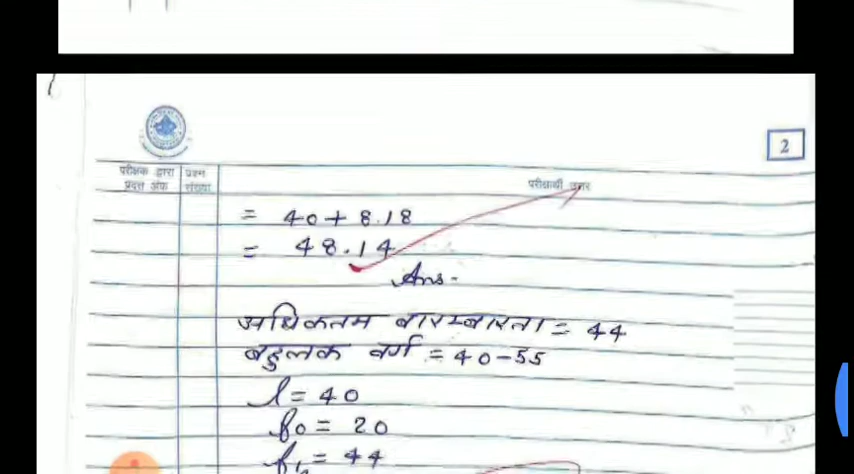 2
परीक्षक द्वारा प्रदत्त अंक
प्रश्न संख्या
परीक्षार्थी उत्तर
= 40 + 8.18
= 48.14
Ans.
अधिकतम बारम्बारता = 44
बहुलक वर्ग = 40-55
l = 40
f0 = 20
= 44